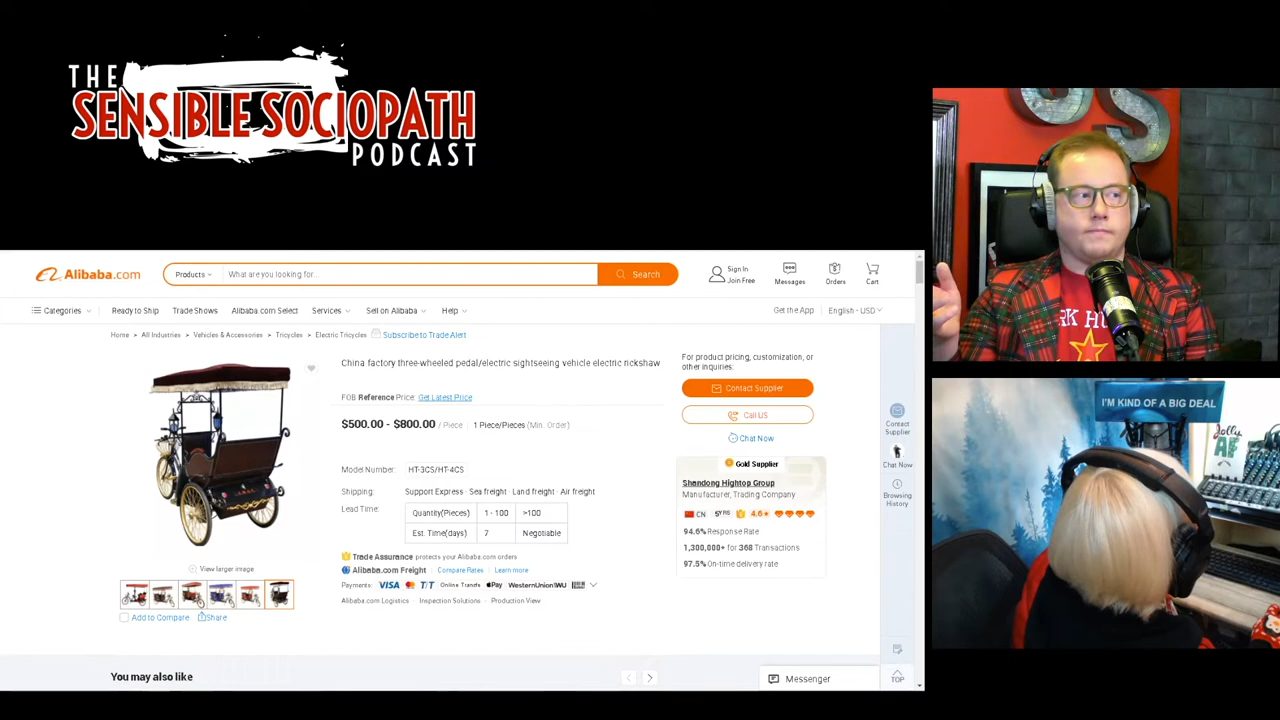 THE
SENSIBLE SOCIOPATH
PODCAST
Alibaba.com
Products
What are you looking for...
Search
Sign In
Join Free
Messages
Orders
Cart
Categories
Ready to Ship
Trade Shows
Alibaba.com Select
Services
Sell on Alibaba
Help
Get the App
English - USD
Home > All Industries > Vehicles & Accessories > Tricycles > Electric Tricycles
Subscribe to Trade Alert
China factory three-wheeled pedal/electric sightseeing vehicle electric rickshaw
FOB Reference Price: Get Latest Price
$500.00 - $800.00 / Piece | 1 Piece/Pieces (Min. Order)
Model Number: HT-3CS/HT-4CS
Shipping: Support Express · Sea freight · Land freight · Air freight
Lead Time:
Quantity(Pieces) 1 - 100 >100
Est. Time(days) 7 Negotiable
Trade Assurance protects your Alibaba.com orders
Alibaba.com Freight | Compare Rates | Learn more
Payments: VISA T/T Online Transfe Pay WesternUnion WU
Alibaba.com Logistics · Inspection Solutions · Production View
View larger image
Add to Compare
Share
You may also like
For product pricing, customization, or
other inquiries:
Contact Supplier
Call US
Chat Now
Gold Supplier
Shandong Hightop Group
Manufacturer, Trading Company
CN 5YRS 4.6
94.6% Response Rate
1,300,000+ for 368 Transactions
97.5% On-time delivery rate
Contact
Supplier
Chat Now
Browsing
History
TOP
Messenger
S
S
RK HU
I'M KIND OF A BIG DEAL
Jolly
AF